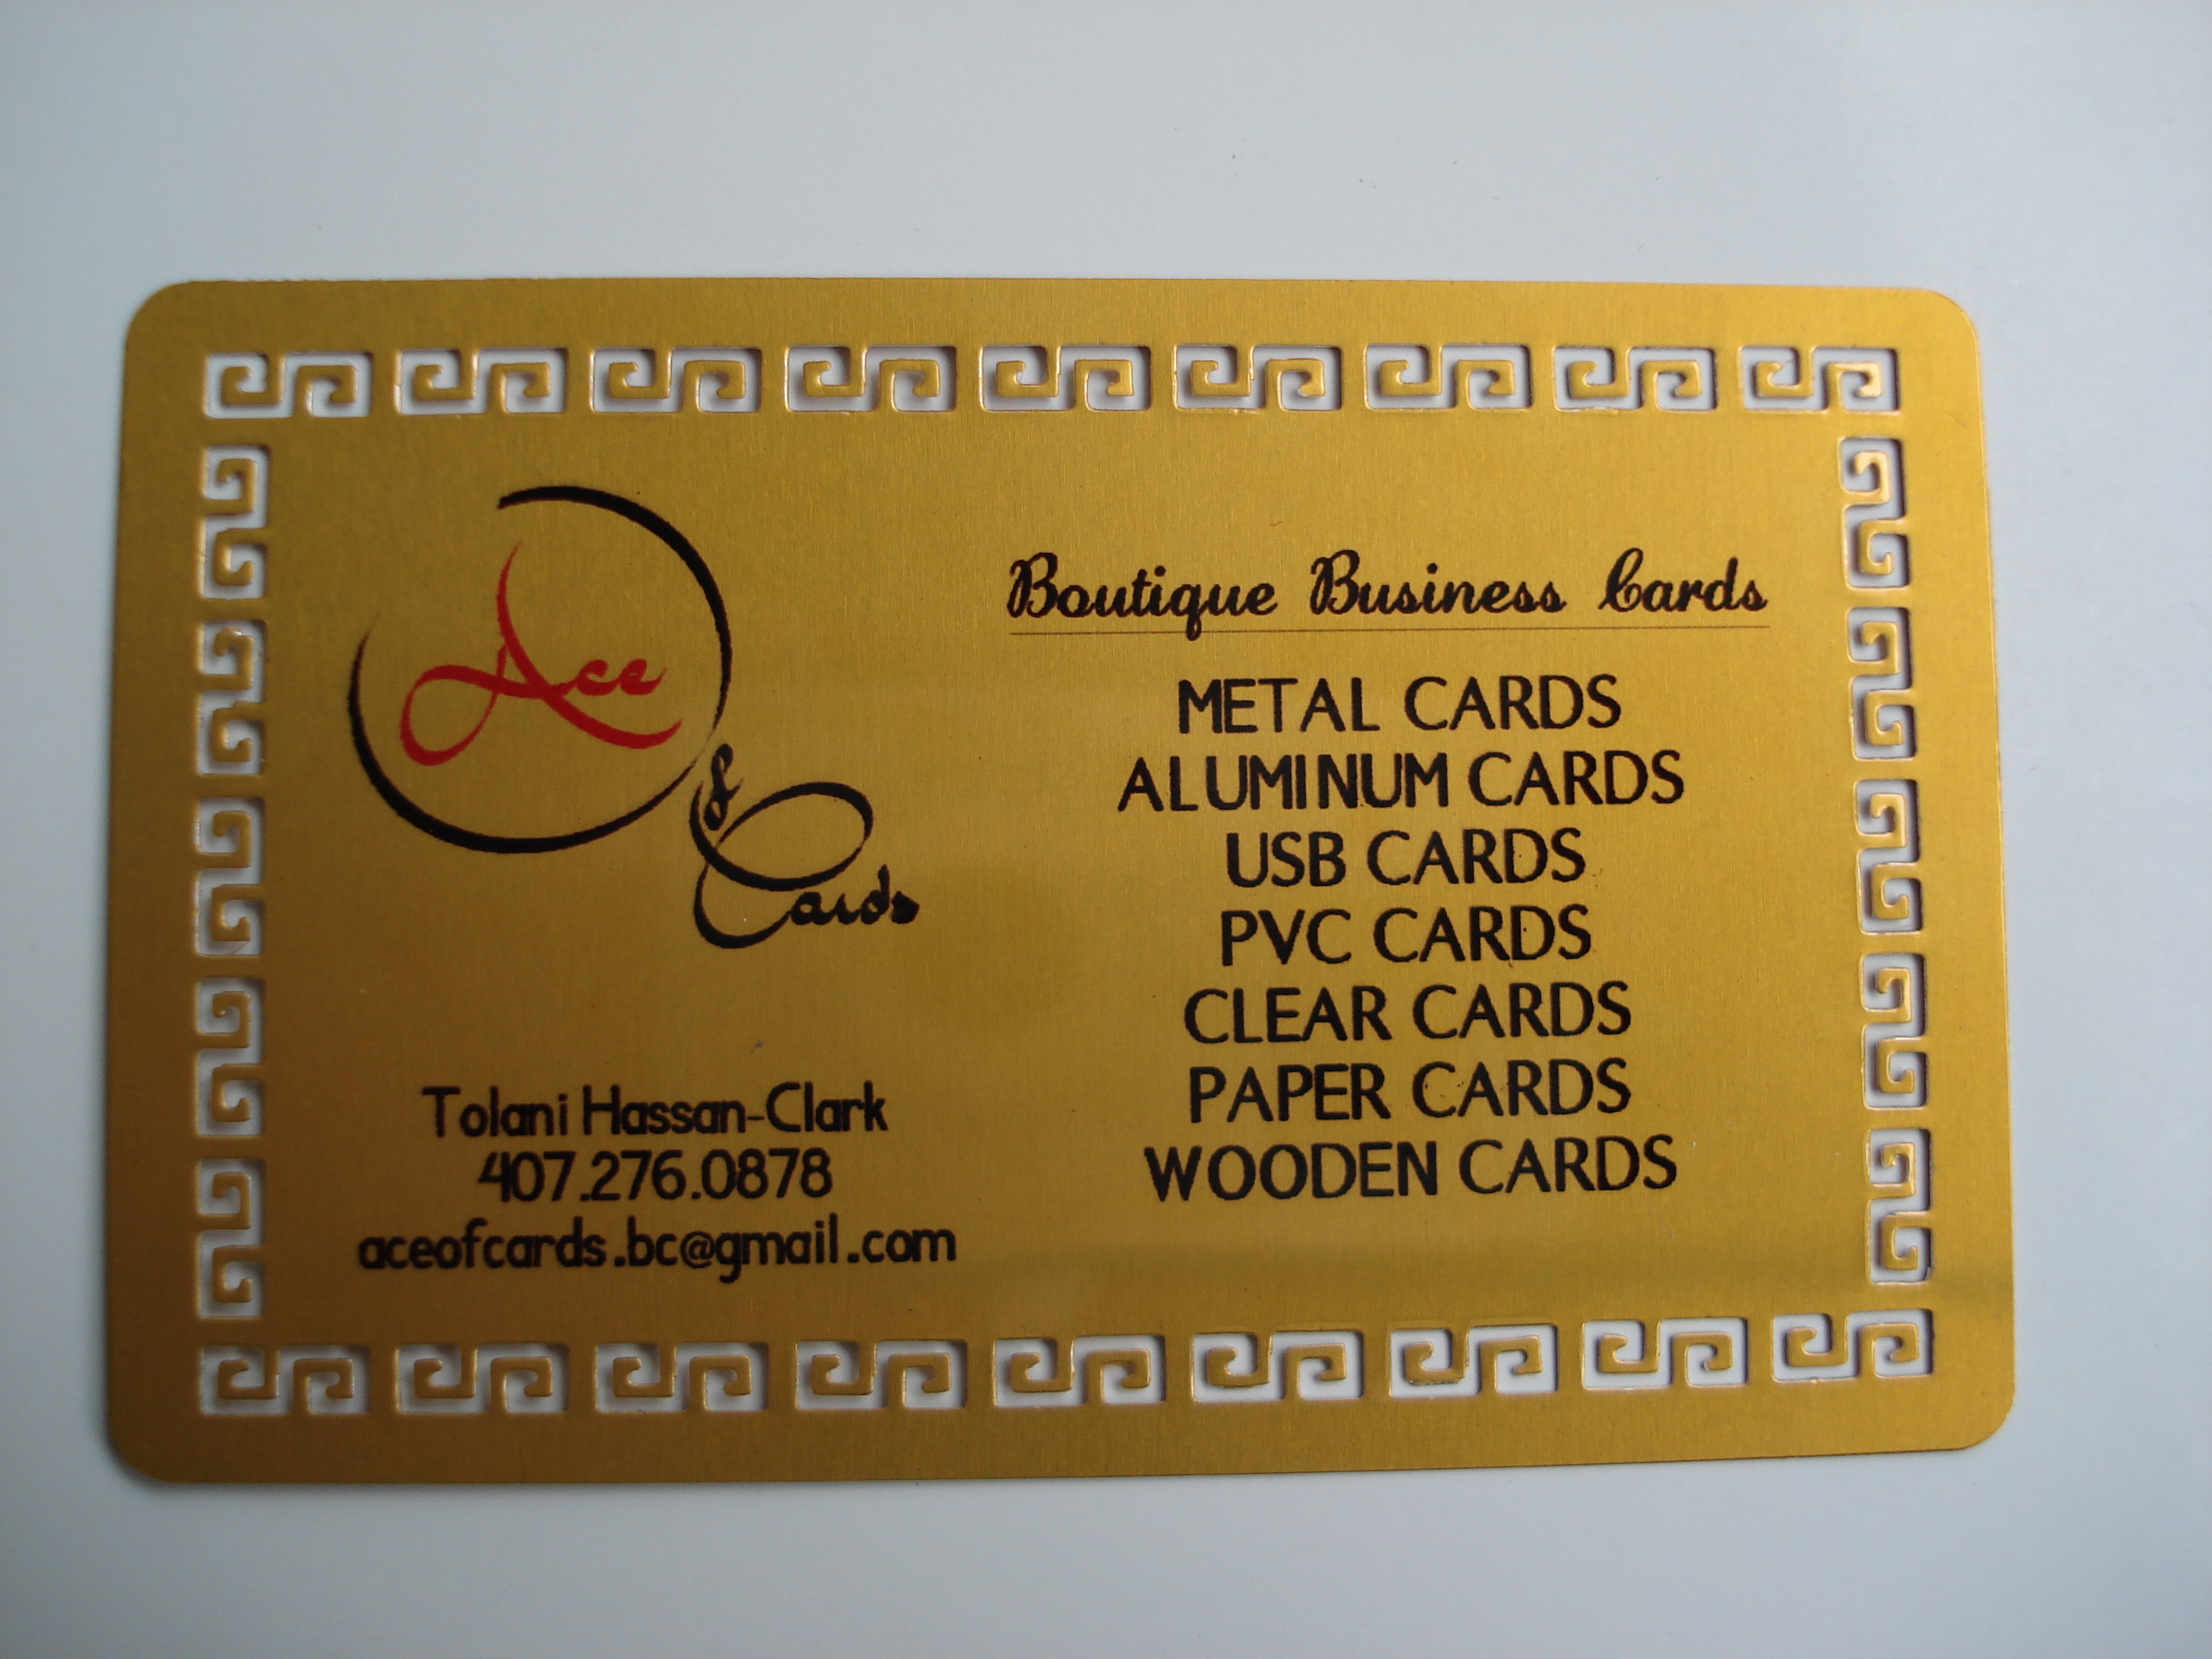 Ace
of
Cards
Tolani Hassan-Clark
407.276.0878
aceofcards.bc@gmail.com
Boutique Business Cards
METAL CARDS
ALUMINUM CARDS
USB CARDS
PVC CARDS
CLEAR CARDS
PAPER CARDS
WOODEN CARDS